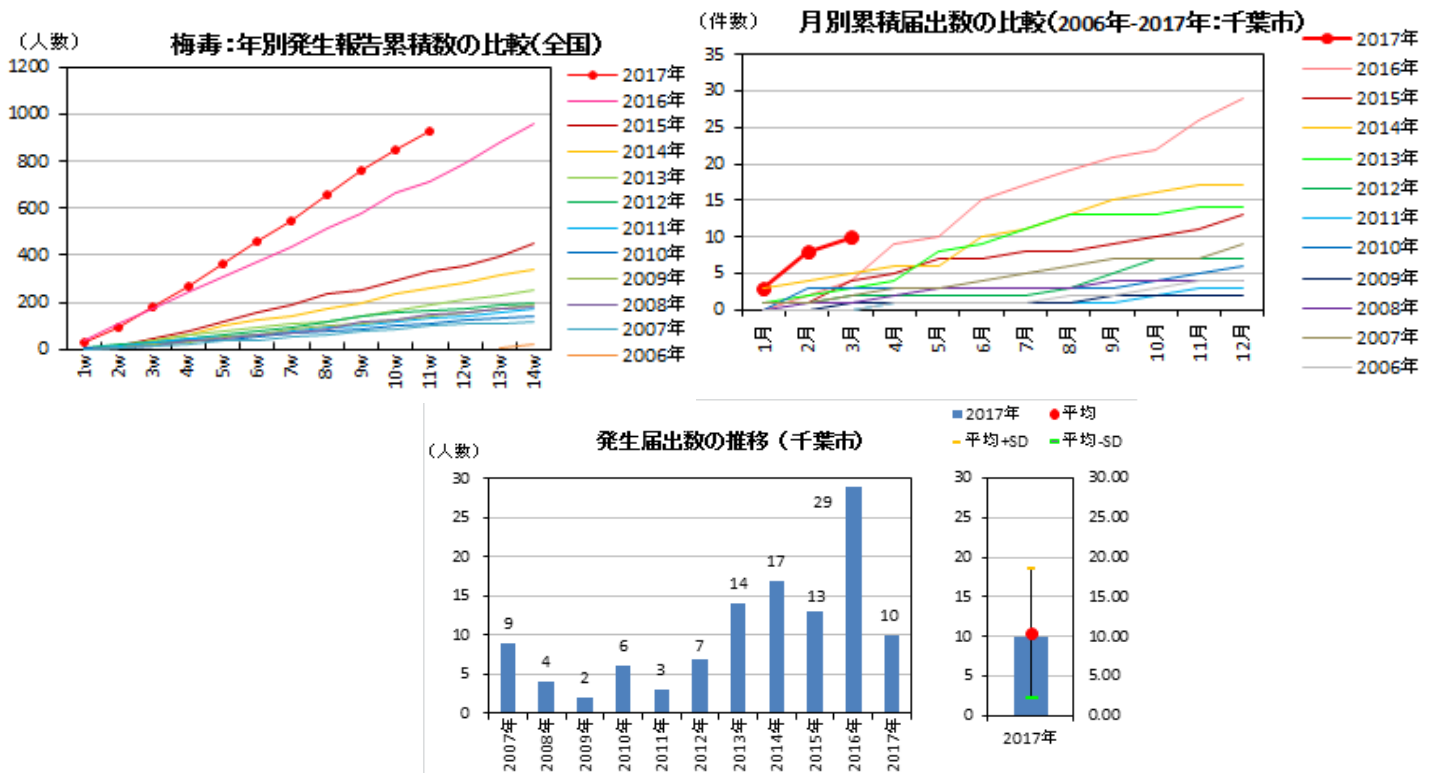 (人数)
梅毒:年別発生報告累積数の比較(全国)
1200
1000
800
600
400
200
0
1w
2w
3w
4w
5w
6w
7w
8w
9w
10w
11w
12w
13w
14w
2017年
2016年
2015年
2014年
2013年
2012年
2011年
2010年
2009年
2008年
2007年
2006年
(件数)
月別累積届出数の比較(2006年-2017年:千葉市)
35
30
25
20
15
10
5
0
1月
2月
3月
4月
5月
6月
7月
8月
9月
10月
11月
12月
2017年
2016年
2015年
2014年
2013年
2012年
2011年
2010年
2009年
2008年
2007年
2006年
(人数)
発生届出数の推移(千葉市)
30
25
20
15
10
5
0
9
4
2
6
3
7
14
17
13
29
10
2007年
2008年
2009年
2010年
2011年
2012年
2013年
2014年
2015年
2016年
2017年
2017年 平均
平均+SD 平均-SD
30
25
20
15
10
5
0
30.00
25.00
20.00
15.00
10.00
5.00
0.00
2017年